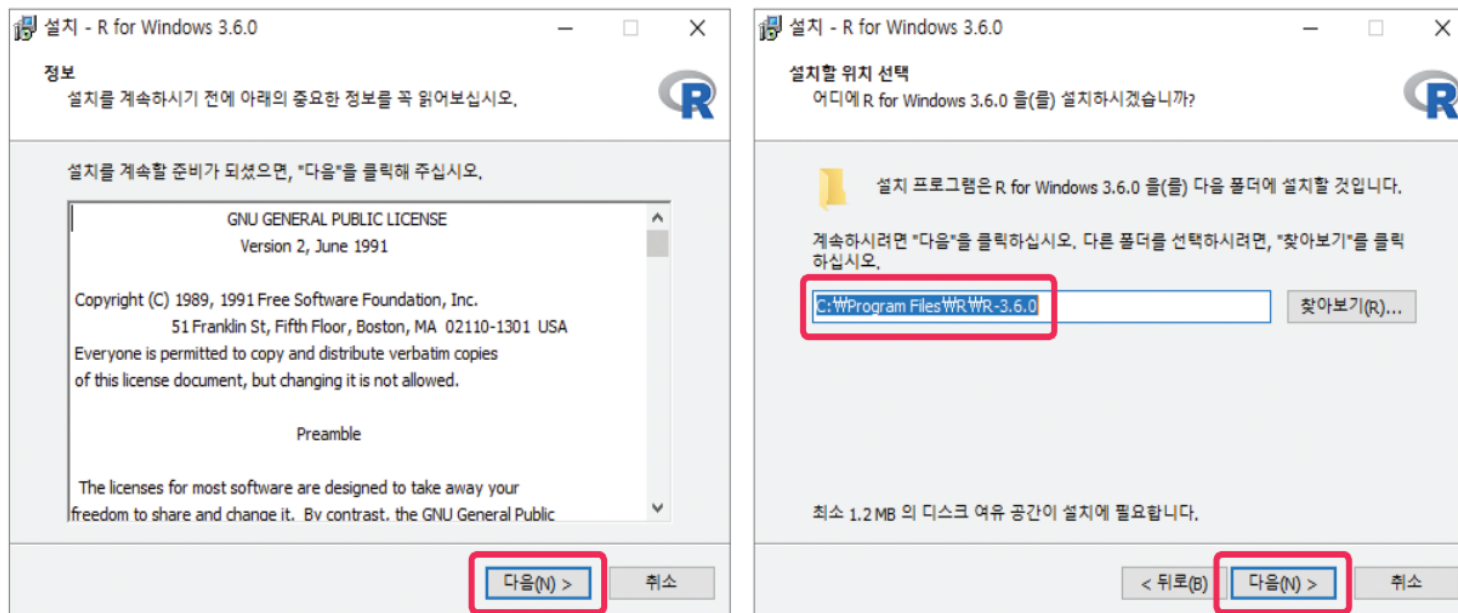 설치 - R for Windows 3.6.0
정보
설치를 계속하시기 전에 아래의 중요한 정보를 꼭 읽어보십시오.
R
설치를 계속할 준비가 되셨으면, "다음"을 클릭해 주십시오.
GNU GENERAL PUBLIC LICENSE
Version 2, June 1991
Copyright (C) 1989, 1991 Free Software Foundation, Inc.
51 Franklin St, Fifth Floor, Boston, MA 02110-1301 USA
Everyone is permitted to copy and distribute verbatim copies
of this license document, but changing it is not allowed.
Preamble
The licenses for most software are designed to take away your
freedom to share and change it. By contrast, the GNU General Public
다음(N) > 취소
설치 - R for Windows 3.6.0
설치할 위치 선택
어디에 R for Windows 3.6.0 을(를) 설치하시겠습니까?
R
설치 프로그램은 R for Windows 3.6.0 을(를) 다음 폴더에 설치할 것입니다.
계속하시려면 "다음"을 클릭하십시오. 다른 폴더를 선택하시려면, "찾아보기"를 클릭
하십시오.
C:₩Program Files₩R₩R-3.6.0 찾아보기(R)...
최소 1.2 MB 의 디스크 여유 공간이 설치에 필요합니다.
< 뒤로(B) 다음(N) > 취소